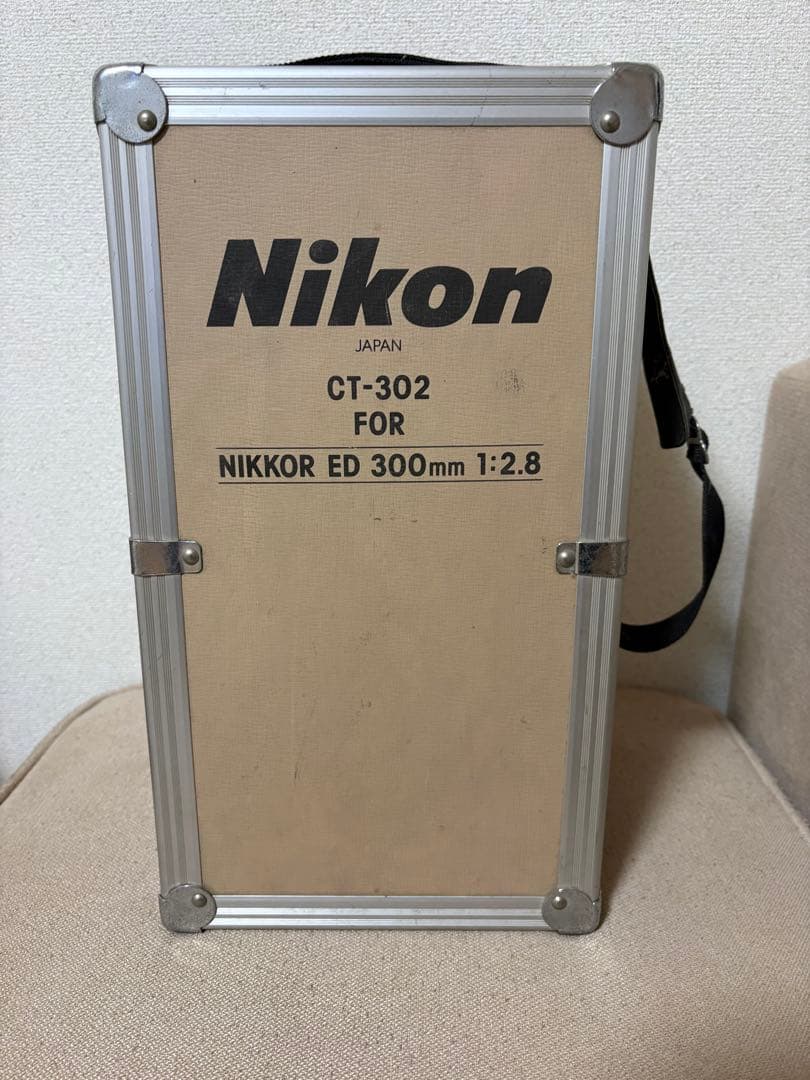 Nikon
JAPAN
CT-302
FOR
NIKKOR ED 300mm 1:2.8